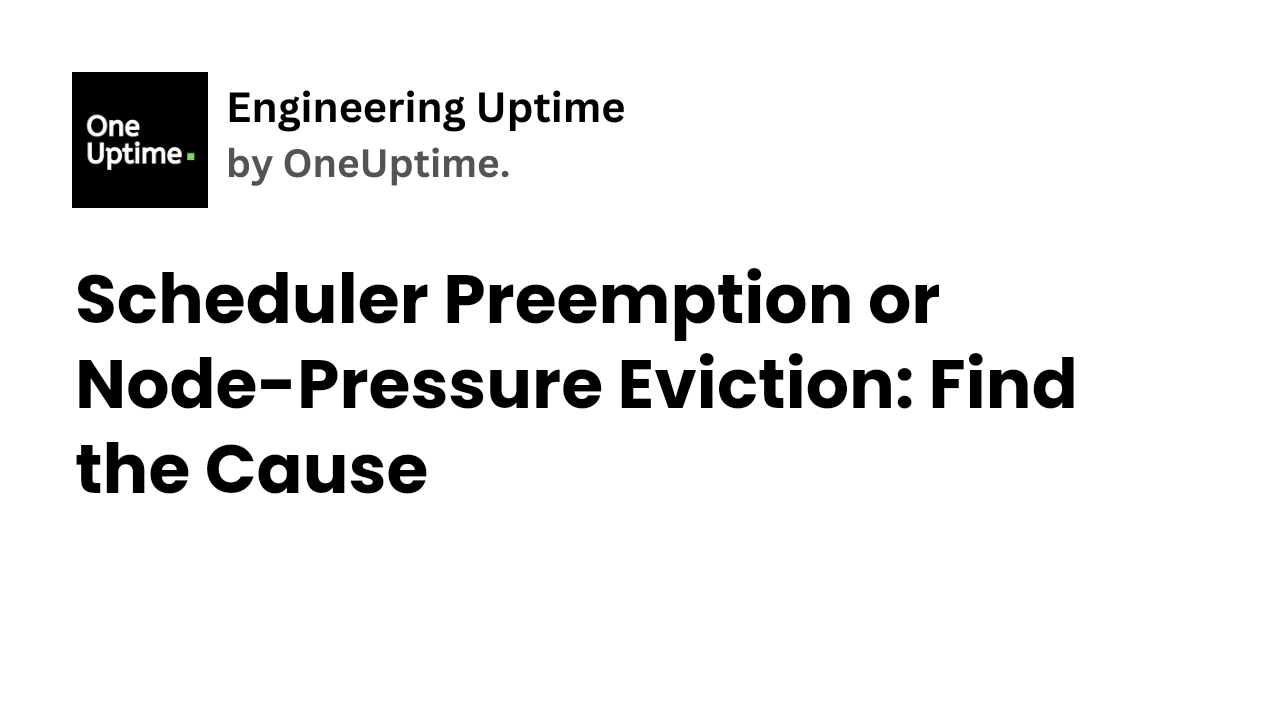 One
Uptime.
Engineering Uptime
by OneUptime.
Scheduler Preemption or
Node-Pressure Eviction: Find
the Cause